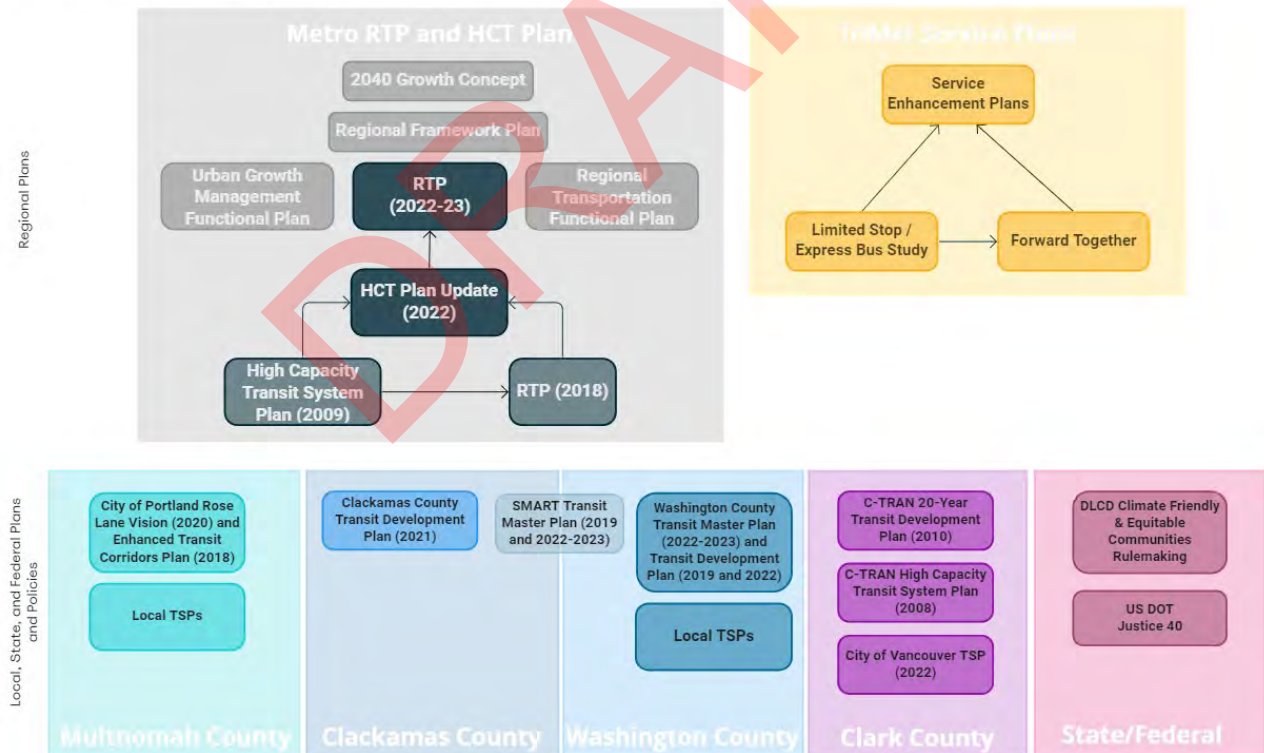 Metro RTP and HCT Plan
2040 Growth Concept
Regional Framework Plan
Urban Growth
Management
Functional Plan
RTP
(2022-23)
Regional
Transportation
Functional Plan
HCT Plan Update
(2022)
High Capacity
Transit System
Plan (2009)
RTP (2018)
Regional Plans
TriMet Service Plans
Service
Enhancement Plans
Limited Stop /
Express Bus Study
Forward Together
DRA
Local, State, and Federal Plans
and Policies
City of Portland Rose
Lane Vision (2020) and
Enhanced Transit
Corridors Plan (2018)
Local TSPs
Multnomah County
Clackamas County
Transit Development
Plan (2021)
Clackamas County
SMART Transit
Master Plan (2019
and 2022-2023)
Washington County
Transit Master Plan
(2022-2023) and
Transit Development
Plan (2019 and 2022)
Local TSPs
Washington County
C-TRAN 20-Year
Transit Development
Plan (2010)
C-TRAN High Capacity
Transit System Plan
(2008)
City of Vancouver TSP
(2022)
Clark County
DLCD Climate Friendly
& Equitable
Communities
Rulemaking
US DOT
Justice 40
State/Federal